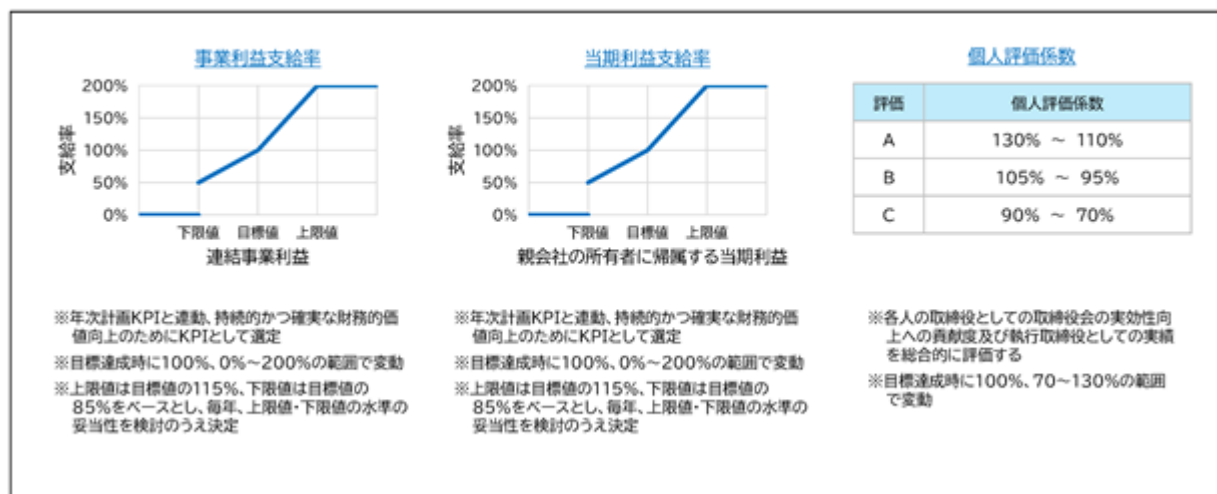 事業利益支給率
200%
150%
100%
50%
0%
支給率
下限値 目標値 上限値
連結事業利益
※年次計画KPIと連動、持続的かつ確実な財務的価
値向上のためにKPIとして選定
※目標達成時に100%、0%～200%の範囲で変動
※上限値は目標値の115%、下限値は目標値の
85%をベースとし、毎年、上限値・下限値の水準の
妥当性を検討のうえ決定
当期利益支給率
200%
150%
100%
50%
0%
支給率
下限値 目標値 上限値
親会社の所有者に帰属する当期利益
※年次計画KPIと連動、持続的かつ確実な財務的価
値向上のためにKPIとして選定
※目標達成時に100%、0%～200%の範囲で変動
※上限値は目標値の115%、下限値は目標値の
85%をベースとし、毎年、上限値・下限値の水準の
妥当性を検討のうえ決定
個人評価係数
評価 個人評価係数
A 130% ～ 110%
B 105% ～ 95%
C 90% ～ 70%
※各人の取締役としての取締役会の実効性向
上への貢献度及び執行取締役としての実績
を総合的に評価する
※目標達成時に100%、70～130%の範囲
で変動